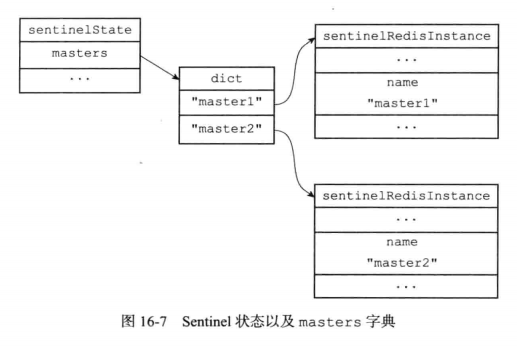 sentinelState
masters
...
dict
"master1"
"master2"
sentinelRedisInstance
...
name
"master1"
...
sentinelRedisInstance
...
name
"master2"
...
图 16-7 Sentinel 状态以及 masters 字典